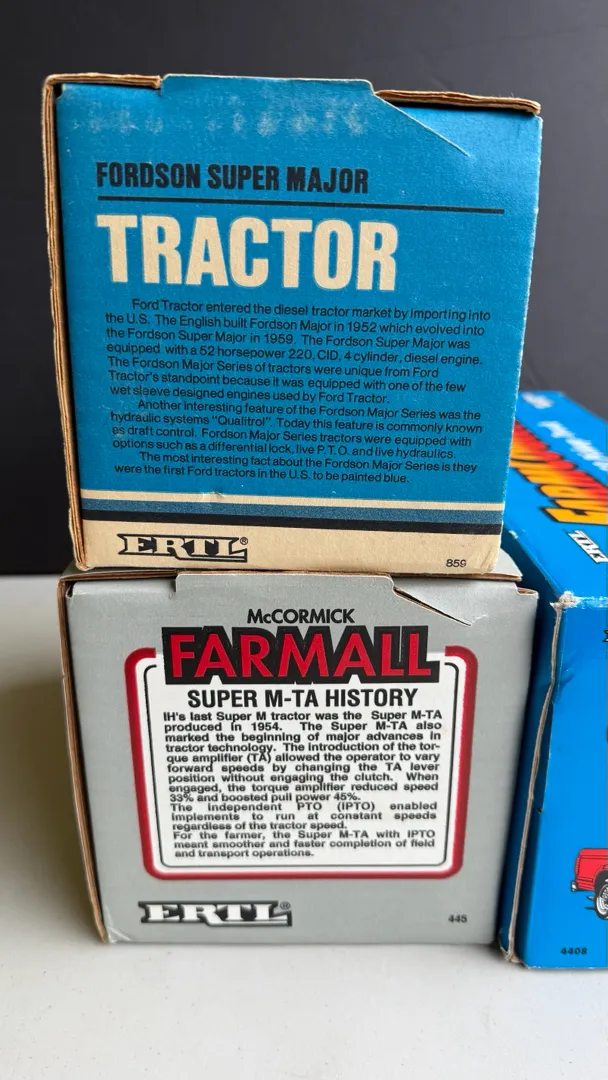 FORDSON SUPER MAJOR
TRACTOR
Ford Tractor entered the diesel tractor market by importing into
the U.S. The English built Fordson Major in 1952 which evolved into
the Fordson Super Major in 1959. The Fordson Super Major was
equipped with a 52 horsepower 220, CID, 4 cylinder, diesel engine.
The Fordson Major Series of tractors were unique from Ford
Tractor's standpoint because it was equipped with one of the few
wet sleeve designed engines used by Ford Tractor.
Another interesting feature of the Fordson Major Series was the
hydraulic systems "Qualitrol". Today this feature is commonly known
as draft control. Fordson Major Series tractors were equipped with
options such as a differential lock, live P.T.O. and live hydraulics.
The most interesting fact about the Fordson Major Series is they
were the first Ford tractors in the U.S. to be painted blue.
ERTL®
859
McCORMICK
FARMALL
SUPER M-TA HISTORY
IH's last Super M tractor was the Super M-TA
produced in 1954. The Super M-TA also
marked the beginning of major advances in
tractor technology. The introduction of the tor-
que amplifier (TA) allowed the operator to vary
forward speeds by changing the TA lever
position without engaging the clutch. When
engaged, the torque amplifier reduced speed
33% and boosted pull power 45%.
The Independent PTO (IPTO) enabled
implements to run at constant speeds
regardless of the tractor speed.
For the farmer, the Super M-TA with IPTO
meant smoother and faster completion of field
and transport operations.
ERTL®
445
ERTL
4408